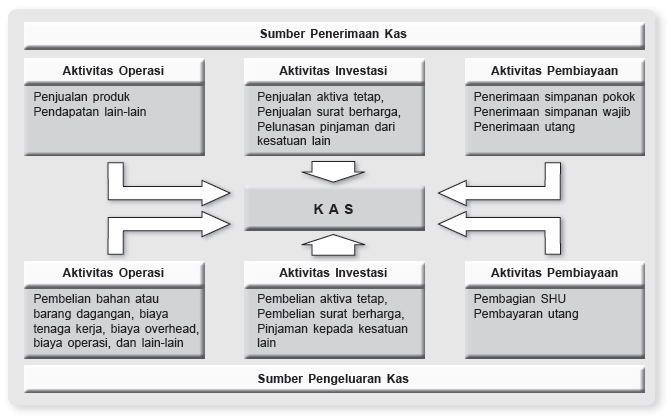 Sumber Penerimaan Kas
Aktivitas Operasi
Penjualan produk
Pendapatan lain-lain
Aktivitas Investasi
Penjualan aktiva tetap,
Penjualan surat berharga,
Pelunasan pinjaman dari
kesatuan lain
Aktivitas Pembiayaan
Penerimaan simpanan pokok
Penerimaan simpanan wajib
Penerimaan utang
K A S
Aktivitas Operasi
Pembelian bahan atau
barang dagangan, biaya
tenaga kerja, biaya overhead,
biaya operasi, dan lain-lain
Aktivitas Investasi
Pembelian aktiva tetap,
Pembelian surat berharga,
Pinjaman kepada kesatuan
lain
Aktivitas Pembiayaan
Pembagian SHU
Pembayaran utang
Sumber Pengeluaran Kas